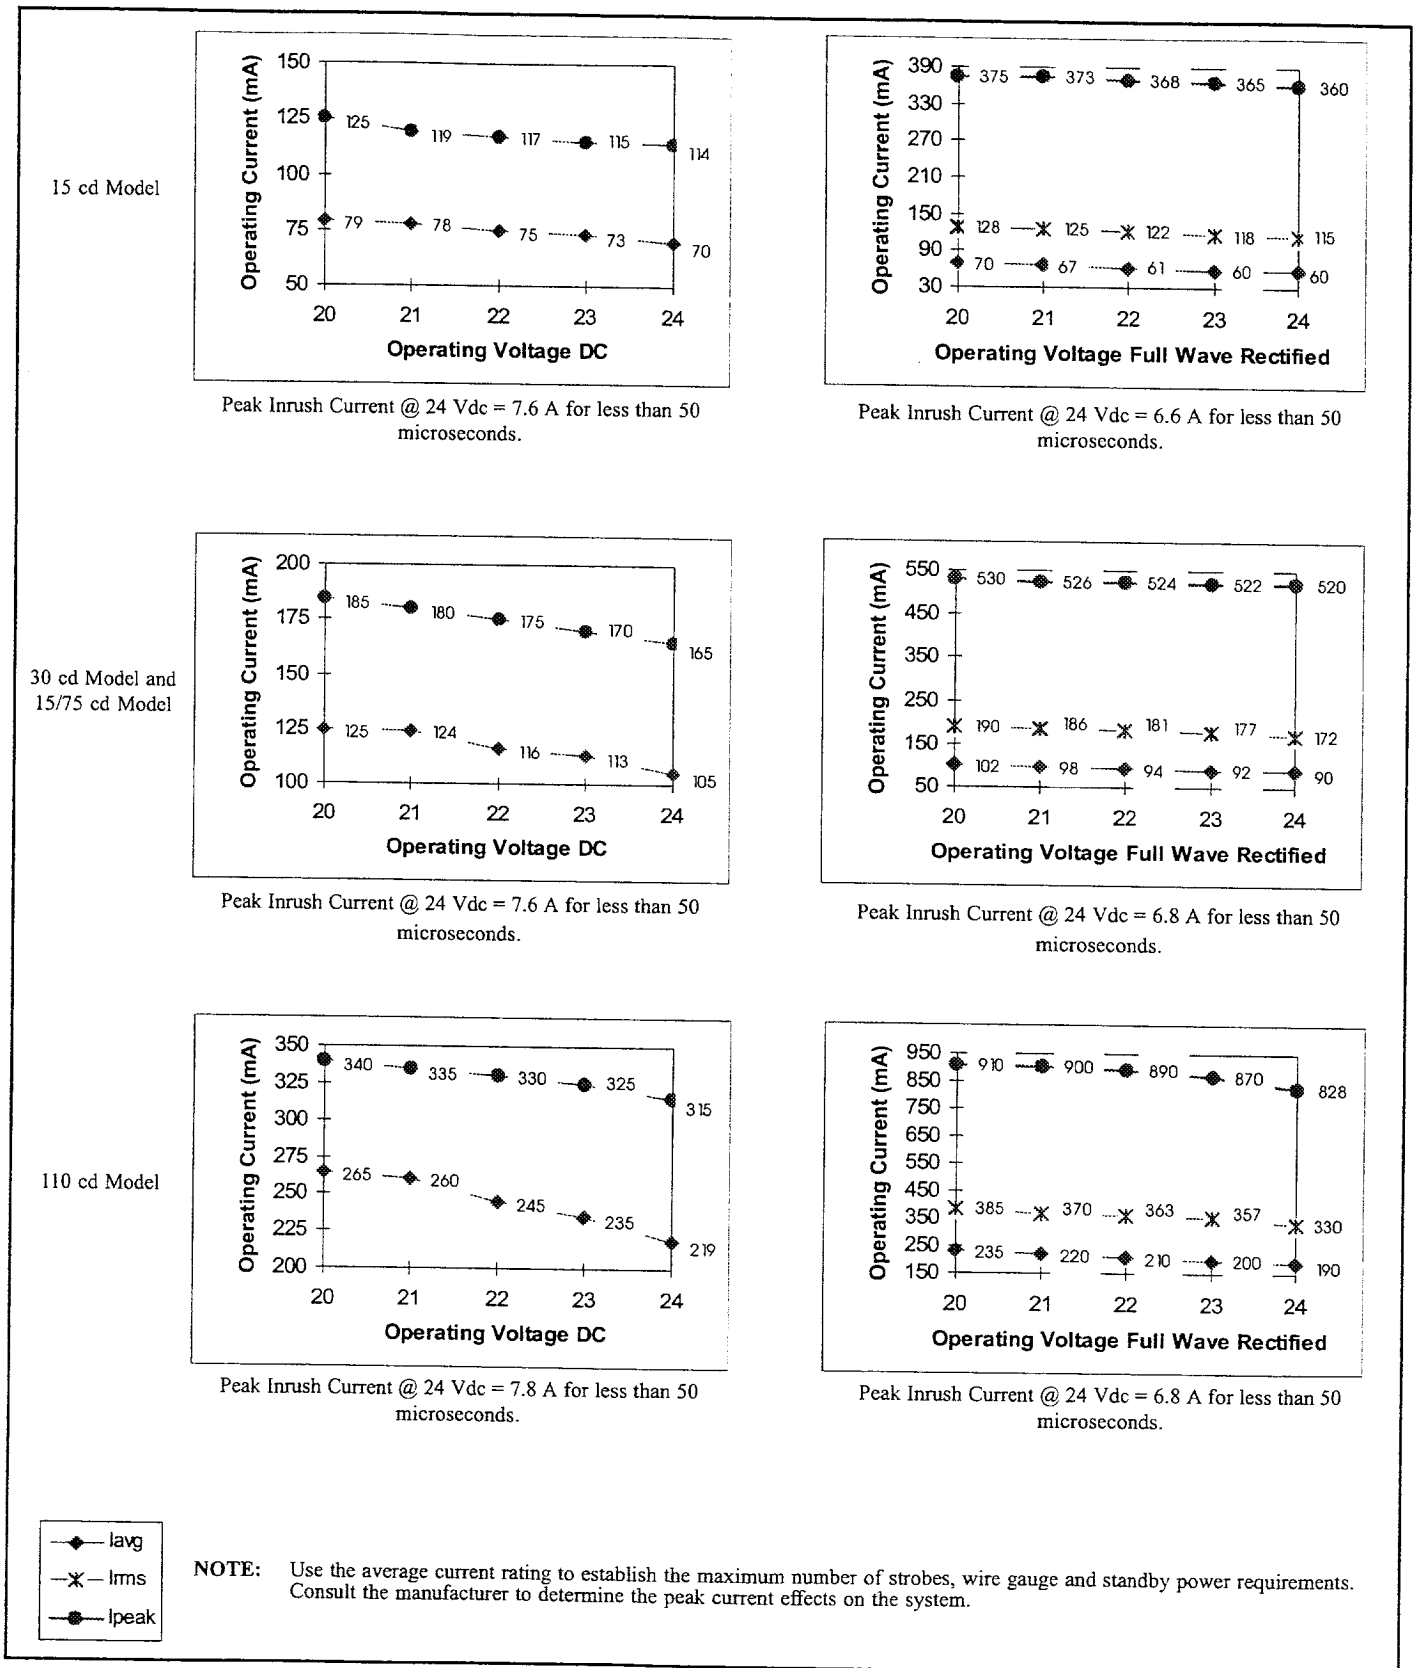 15 cd Model
Operating Current (mA)
150
125
100
75
50
125 119 117 115 114
79 78 75 73 70
20 21 22 23 24
Operating Voltage DC
Peak Inrush Current @ 24 Vdc = 7.6 A for less than 50
microseconds.
Operating Current (mA)
390
330
270
210
150
90
30
375 373 368 365 360
128 125 122 118 115
70 67 61 60 60
20 21 22 23 24
Operating Voltage Full Wave Rectified
Peak Inrush Current @ 24 Vdc = 6.6 A for less than 50
microseconds.
30 cd Model and
15/75 cd Model
Operating Current (mA)
200
175
150
125
100
185 180 175 170 165
125 124 116 113 105
20 21 22 23 24
Operating Voltage DC
Peak Inrush Current @ 24 Vdc = 7.6 A for less than 50
microseconds.
Operating Current (mA)
550
450
350
250
150
50
530 526 524 522 520
190 186 181 177 172
102 98 94 92 90
20 21 22 23 24
Operating Voltage Full Wave Rectified
Peak Inrush Current @ 24 Vdc = 6.8 A for less than 50
microseconds.
110 cd Model
Operating Current (mA)
350
325
300
275
250
225
200
340 335 330 325 315
265 260 245 235 219
20 21 22 23 24
Operating Voltage DC
Peak Inrush Current @ 24 Vdc = 7.8 A for less than 50
microseconds.
Operating Current (mA)
950
850
750
650
550
450
350
250
150
910 900 890 870 828
385 370 363 357 330
235 220 210 200 190
20 21 22 23 24
Operating Voltage Full Wave Rectified
Peak Inrush Current @ 24 Vdc = 6.8 A for less than 50
microseconds.
Iavg
Irms
Ipeak
NOTE: Use the average current rating to establish the maximum number of strobes, wire gauge and standby power requirements.
Consult the manufacturer to determine the peak current effects on the system.